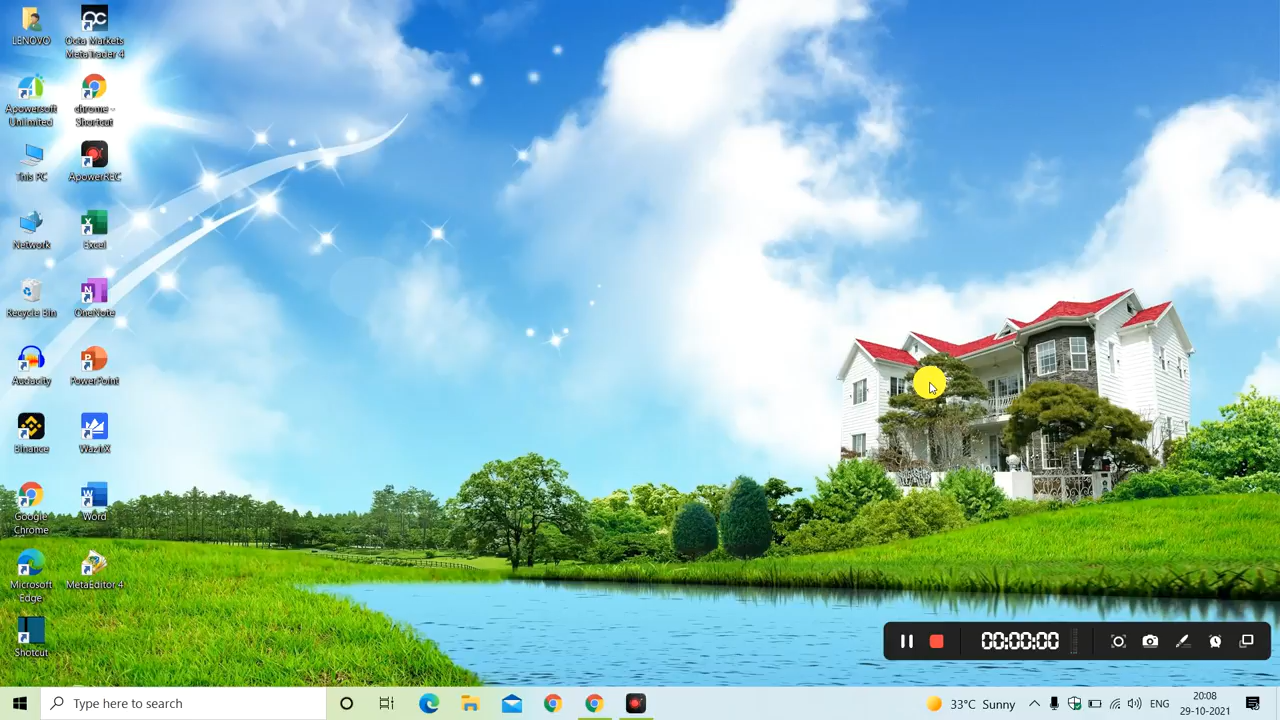 LENOVO
Octa Markets
MetaTrader 4
Apowersoft
Unlimited
chrome -
Shortcut
This PC
ApowerREC
Network
Excel
Recycle Bin
OneNote
Audacity
PowerPoint
Binance
WazirX
Google
Chrome
Word
Microsoft
Edge
MetaEditor 4
Shotcut
00:00:00
Type here to search
33°C Sunny
ENG
20:08
29-10-2021